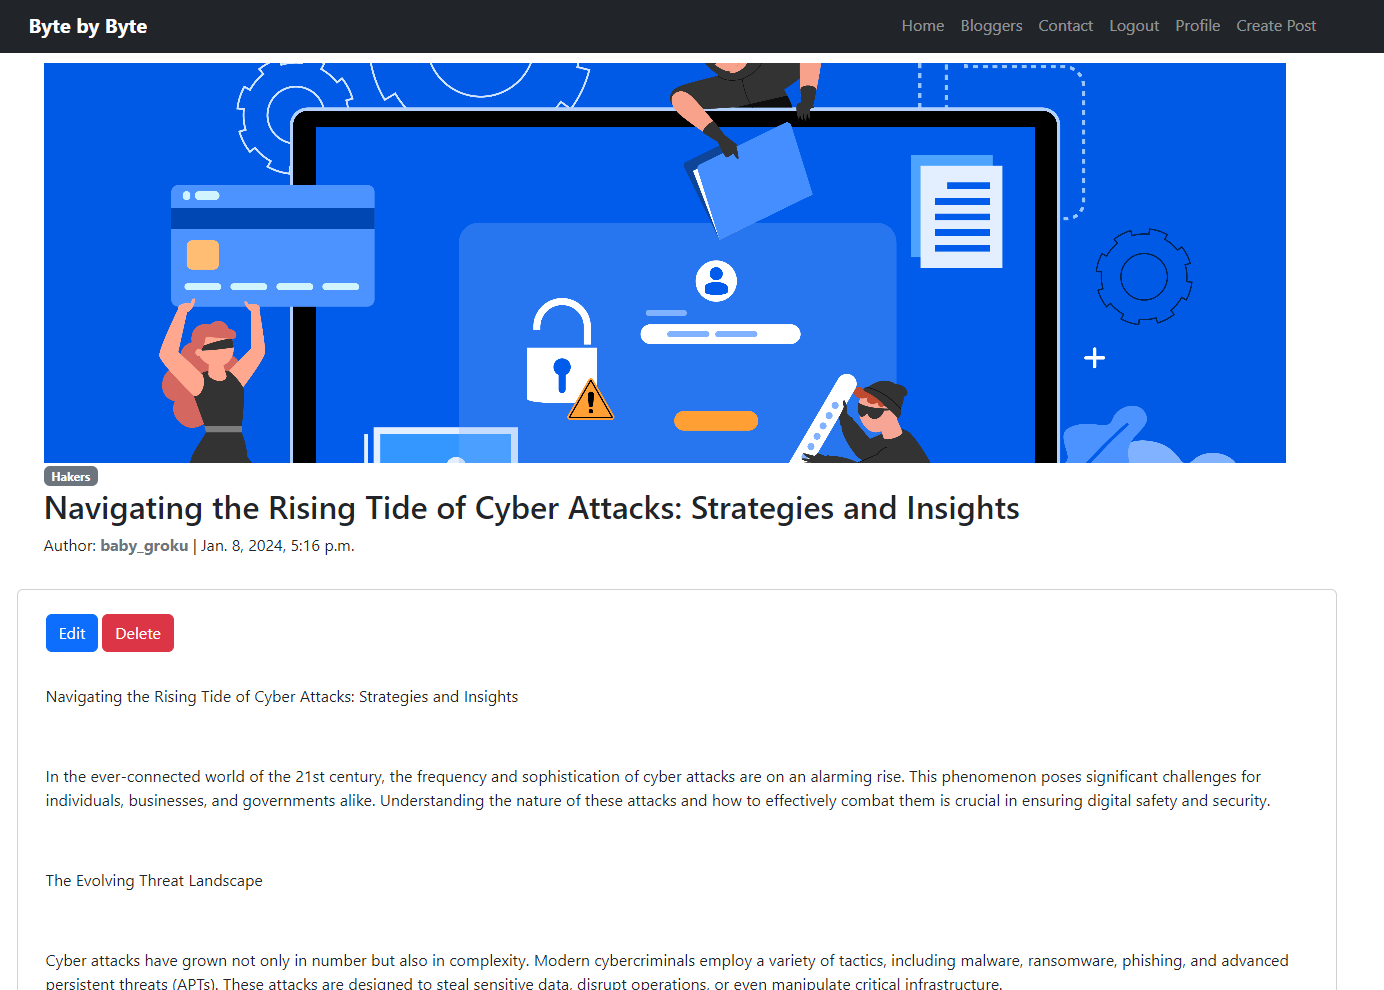 Byte by Byte
Home Bloggers Contact Logout Profile Create Post
Hakers
Navigating the Rising Tide of Cyber Attacks: Strategies and Insights
Author: baby_groku | Jan. 8, 2024, 5:16 p.m.
Edit Delete
Navigating the Rising Tide of Cyber Attacks: Strategies and Insights
In the ever-connected world of the 21st century, the frequency and sophistication of cyber attacks are on an alarming rise. This phenomenon poses significant challenges for
individuals, businesses, and governments alike. Understanding the nature of these attacks and how to effectively combat them is crucial in ensuring digital safety and security.
The Evolving Threat Landscape
Cyber attacks have grown not only in number but also in complexity. Modern cybercriminals employ a variety of tactics, including malware, ransomware, phishing, and advanced
persistent threats (APTs). These attacks are designed to steal sensitive data, disrupt operations, or even manipulate critical infrastructure.